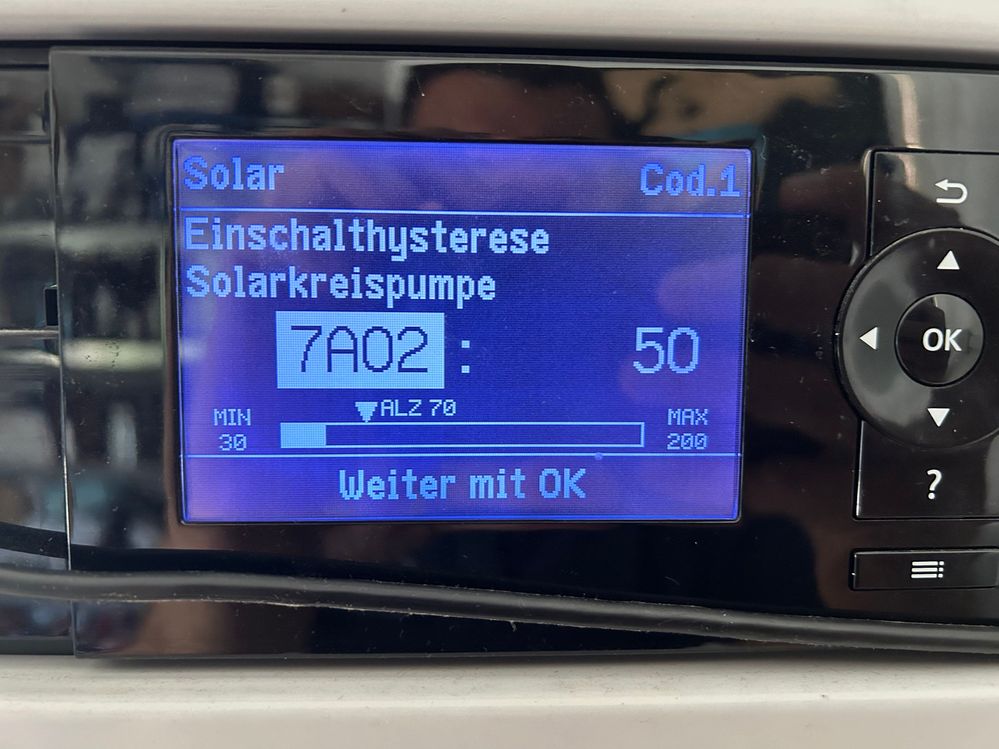 Solar Cod.1
Einschalthysterese
Solarkreispumpe
7A02 : 50
MIN ALZ 70 MAX
30 200
Weiter mit OK
OK
?